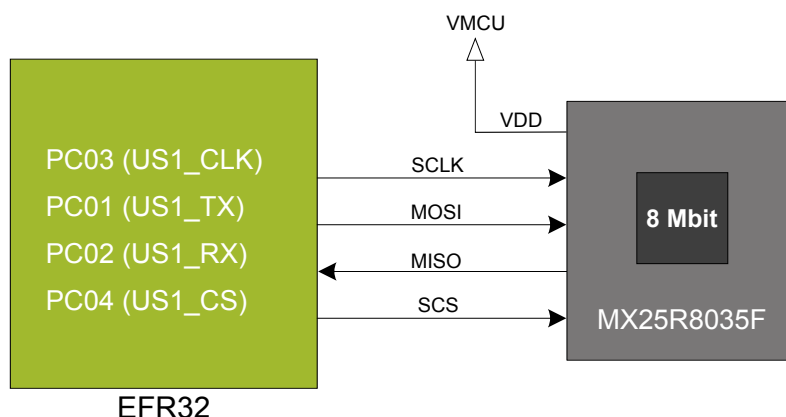 VMCU
VDD
PC03 (US1_CLK)
SCLK
PC01 (US1_TX)
MOSI
8 Mbit
PC02 (US1_RX)
MISO
PC04 (US1_CS)
SCS
MX25R8035F
EFR32